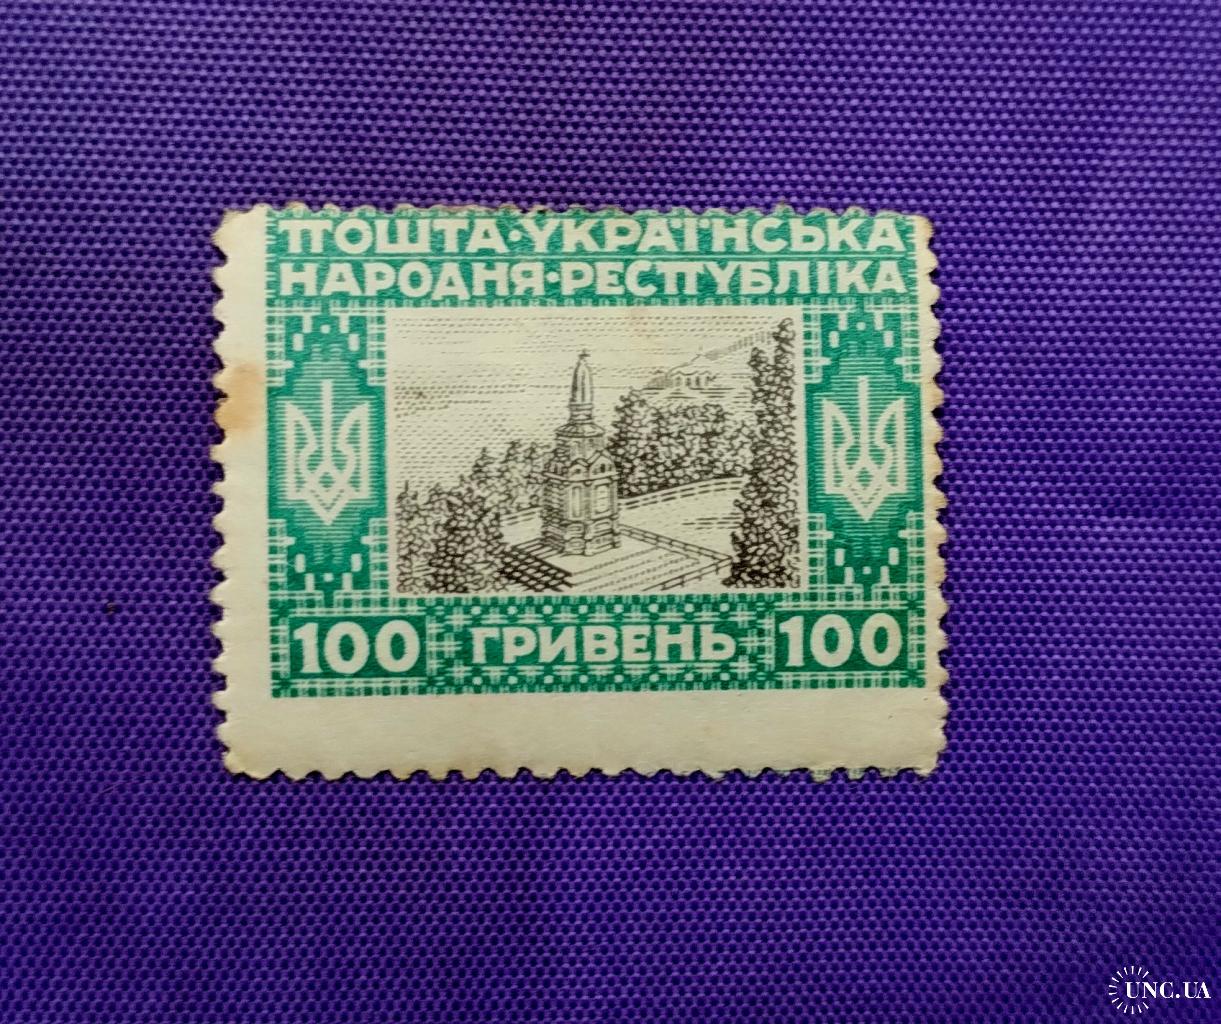 ПОШТА·УКРАЇНСЬКА
НАРОДНЯ·РЕСПУБЛІКА
100 ГРИВЕНЬ 100
UNC.UA